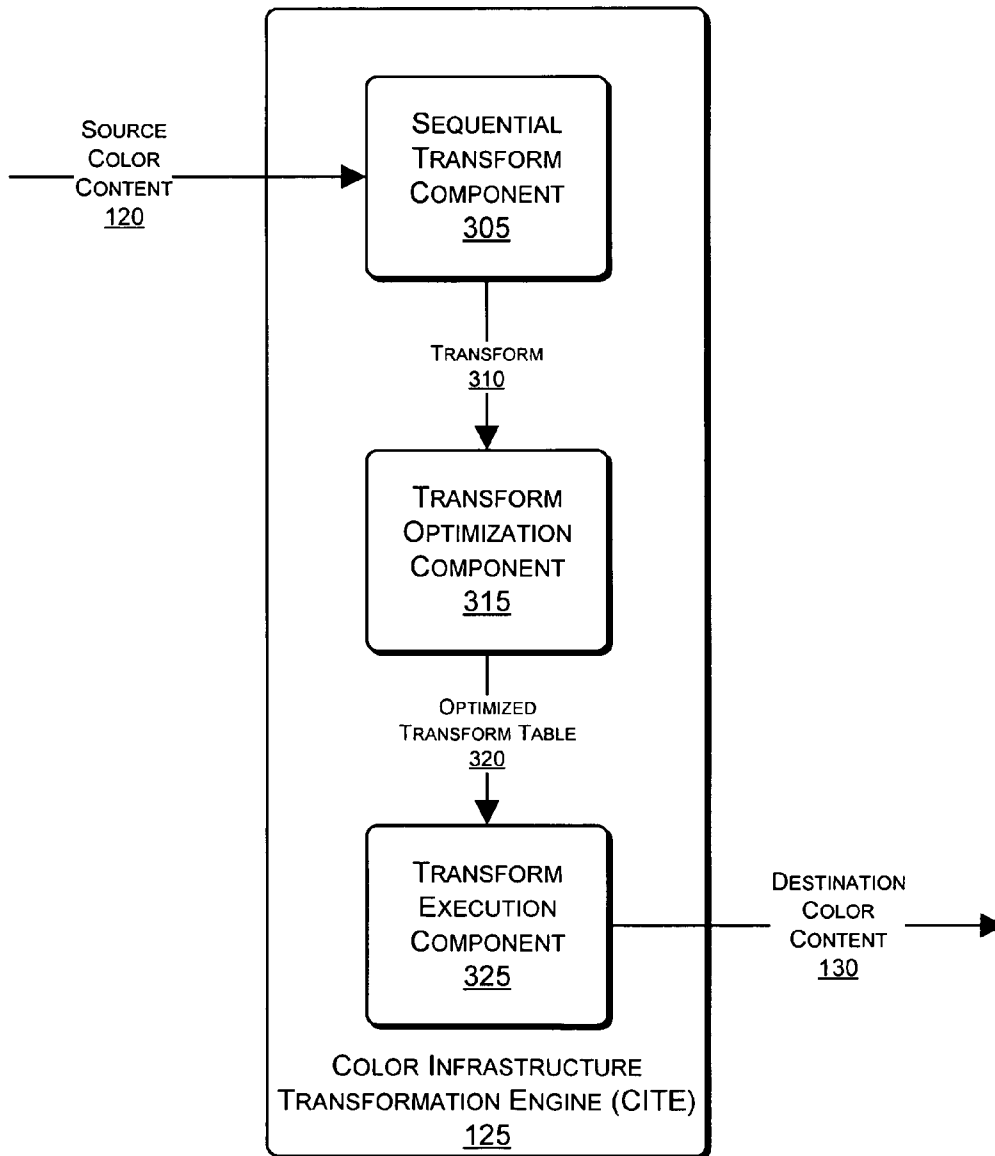 SOURCE
COLOR
CONTENT
120
SEQUENTIAL
TRANSFORM
COMPONENT
305
TRANSFORM
310
TRANSFORM
OPTIMIZATION
COMPONENT
315
OPTIMIZED
TRANSFORM TABLE
320
TRANSFORM
EXECUTION
COMPONENT
325
DESTINATION
COLOR
CONTENT
130
COLOR INFRASTRUCTURE
TRANSFORMATION ENGINE (CITE)
125